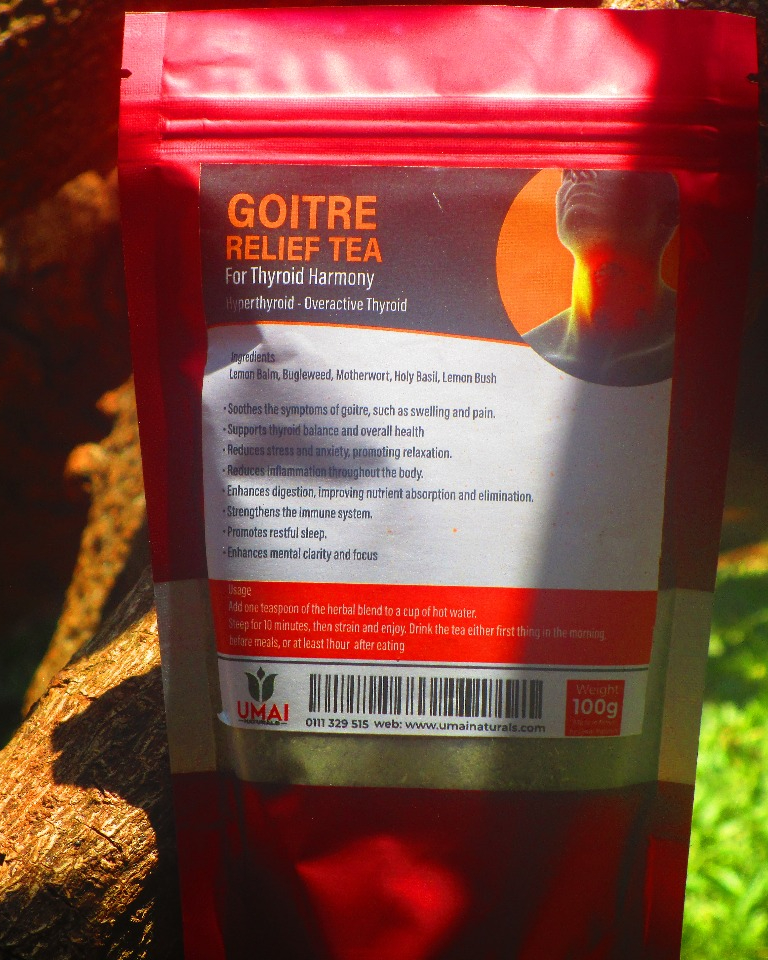 GOITRE
RELIEF TEA
For Thyroid Harmony
Hyperthyroid - Overactive Thyroid
Ingredients
Lemon Balm, Bugleweed, Motherwort, Holy Basil, Lemon Bush
• Soothes the symptoms of goitre, such as swelling and pain.
• Supports thyroid balance and overall health
• Reduces stress and anxiety, promoting relaxation.
• Reduces inflammation throughout the body.
• Enhances digestion, improving nutrient absorption and elimination.
• Strengthens the immune system.
• Promotes restful sleep.
• Enhances mental clarity and focus
Usage
Add one teaspoon of the herbal blend to a cup of hot water.
Steep for 10 minutes, then strain and enjoy. Drink the tea either first thing in the morning,
before meals, or at least 1hour after eating
UMAI
NATURALS
0111 329 515 web: www.umainaturals.com
Weight
100g